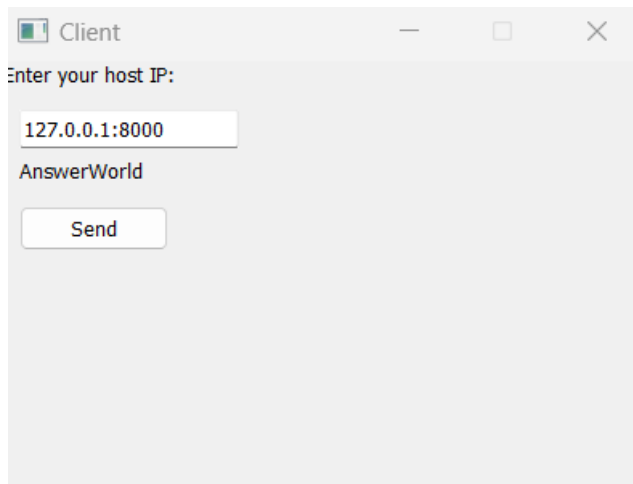 Client
Enter your host IP:
127.0.0.1:8000
AnswerWorld
Send